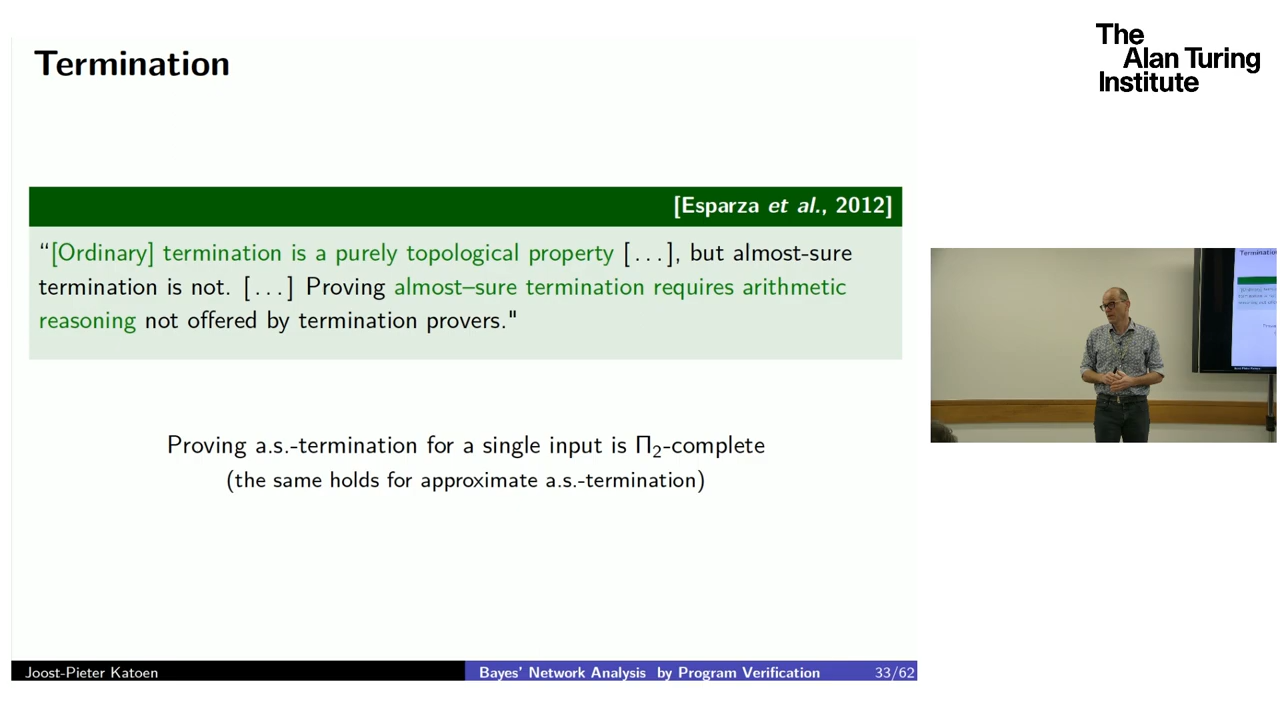 Termination
The
Alan Turing
Institute
[Esparza et al., 2012]
“[Ordinary] termination is a purely topological property [...], but almost-sure
termination is not. [...] Proving almost–sure termination requires arithmetic
reasoning not offered by termination provers."
Proving a.s.-termination for a single input is Π₂-complete
(the same holds for approximate a.s.-termination)
Joost-Pieter Katoen
Bayes' Network Analysis by Program Verification
33/62
Termination